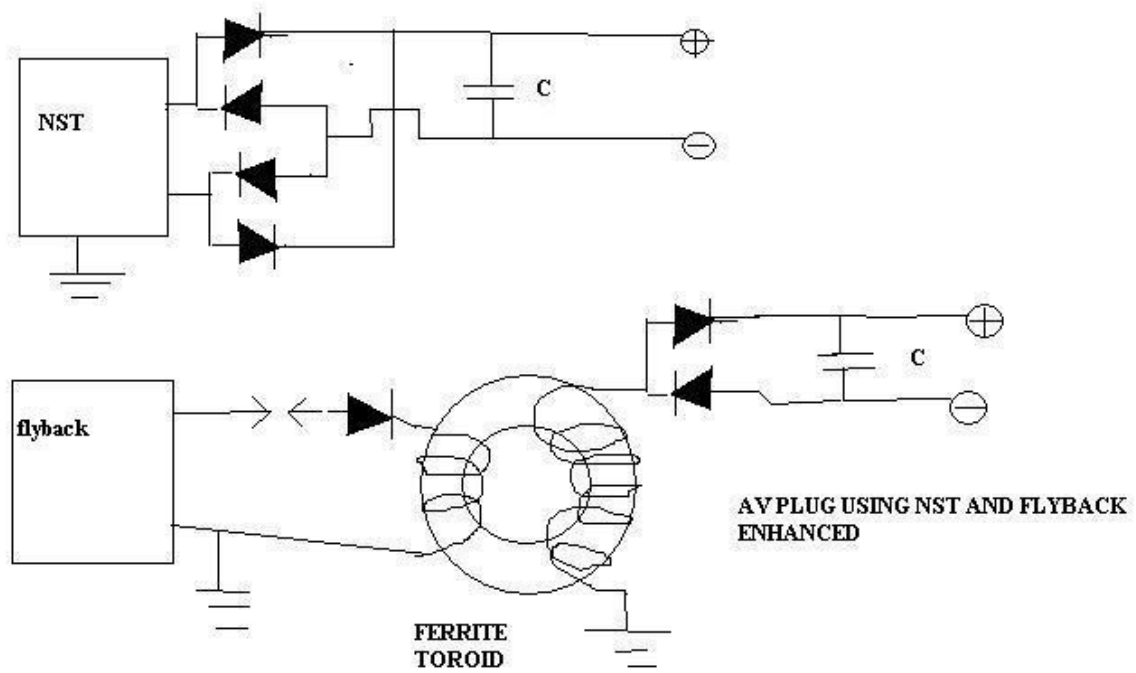 NST
C
flyback
C
AV PLUG USING NST AND FLYBACK
ENHANCED
FERRITE
TOROID